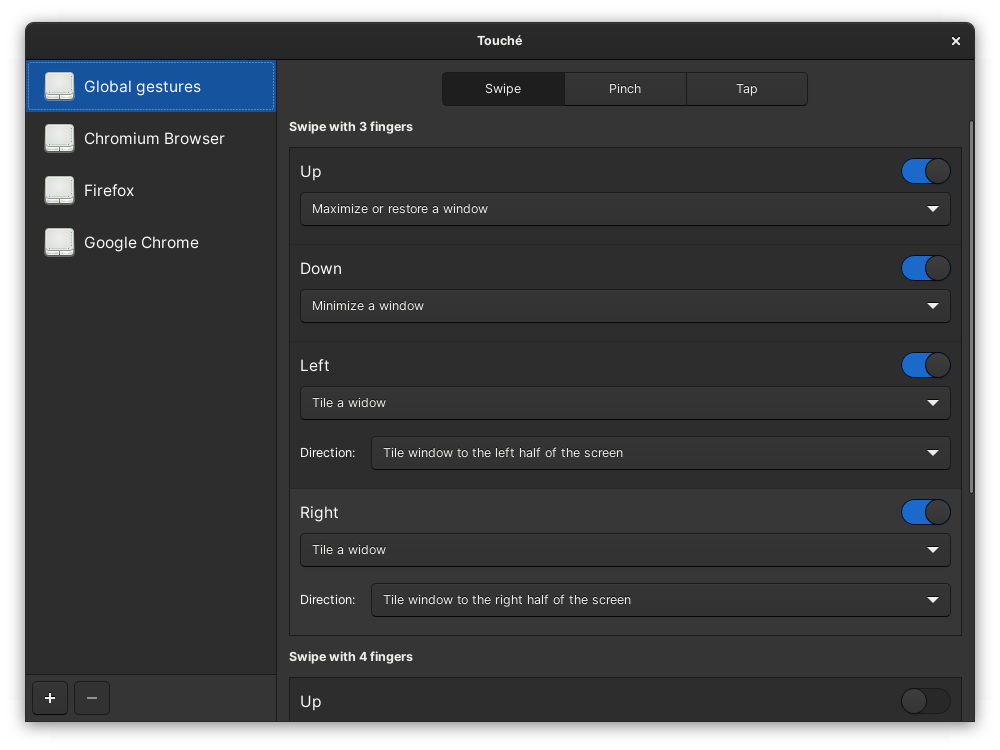 Touché
Global gestures
Chromium Browser
Firefox
Google Chrome
Swipe
Pinch
Tap
Swipe with 3 fingers
Up
Maximize or restore a window
Down
Minimize a window
Left
Tile a widow
Direction: Tile window to the left half of the screen
Right
Tile a widow
Direction: Tile window to the right half of the screen
Swipe with 4 fingers
Up